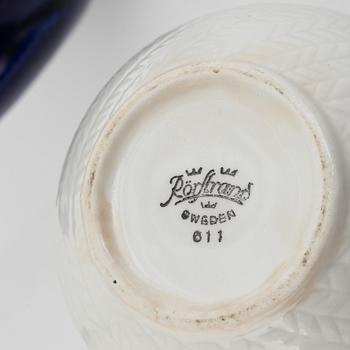 Rörstrand
SWEDEN
611